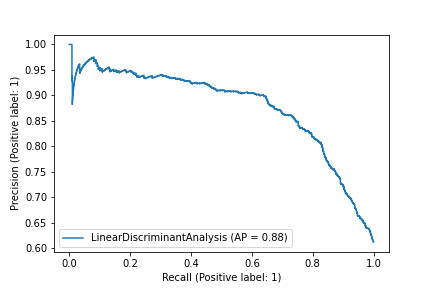 1.00
0.95
0.90
0.85
0.80
0.75
0.70
0.65
0.60
Precision (Positive label: 1)
LinearDiscriminantAnalysis (AP = 0.88)
0.0 0.2 0.4 0.6 0.8 1.0
Recall (Positive label: 1)